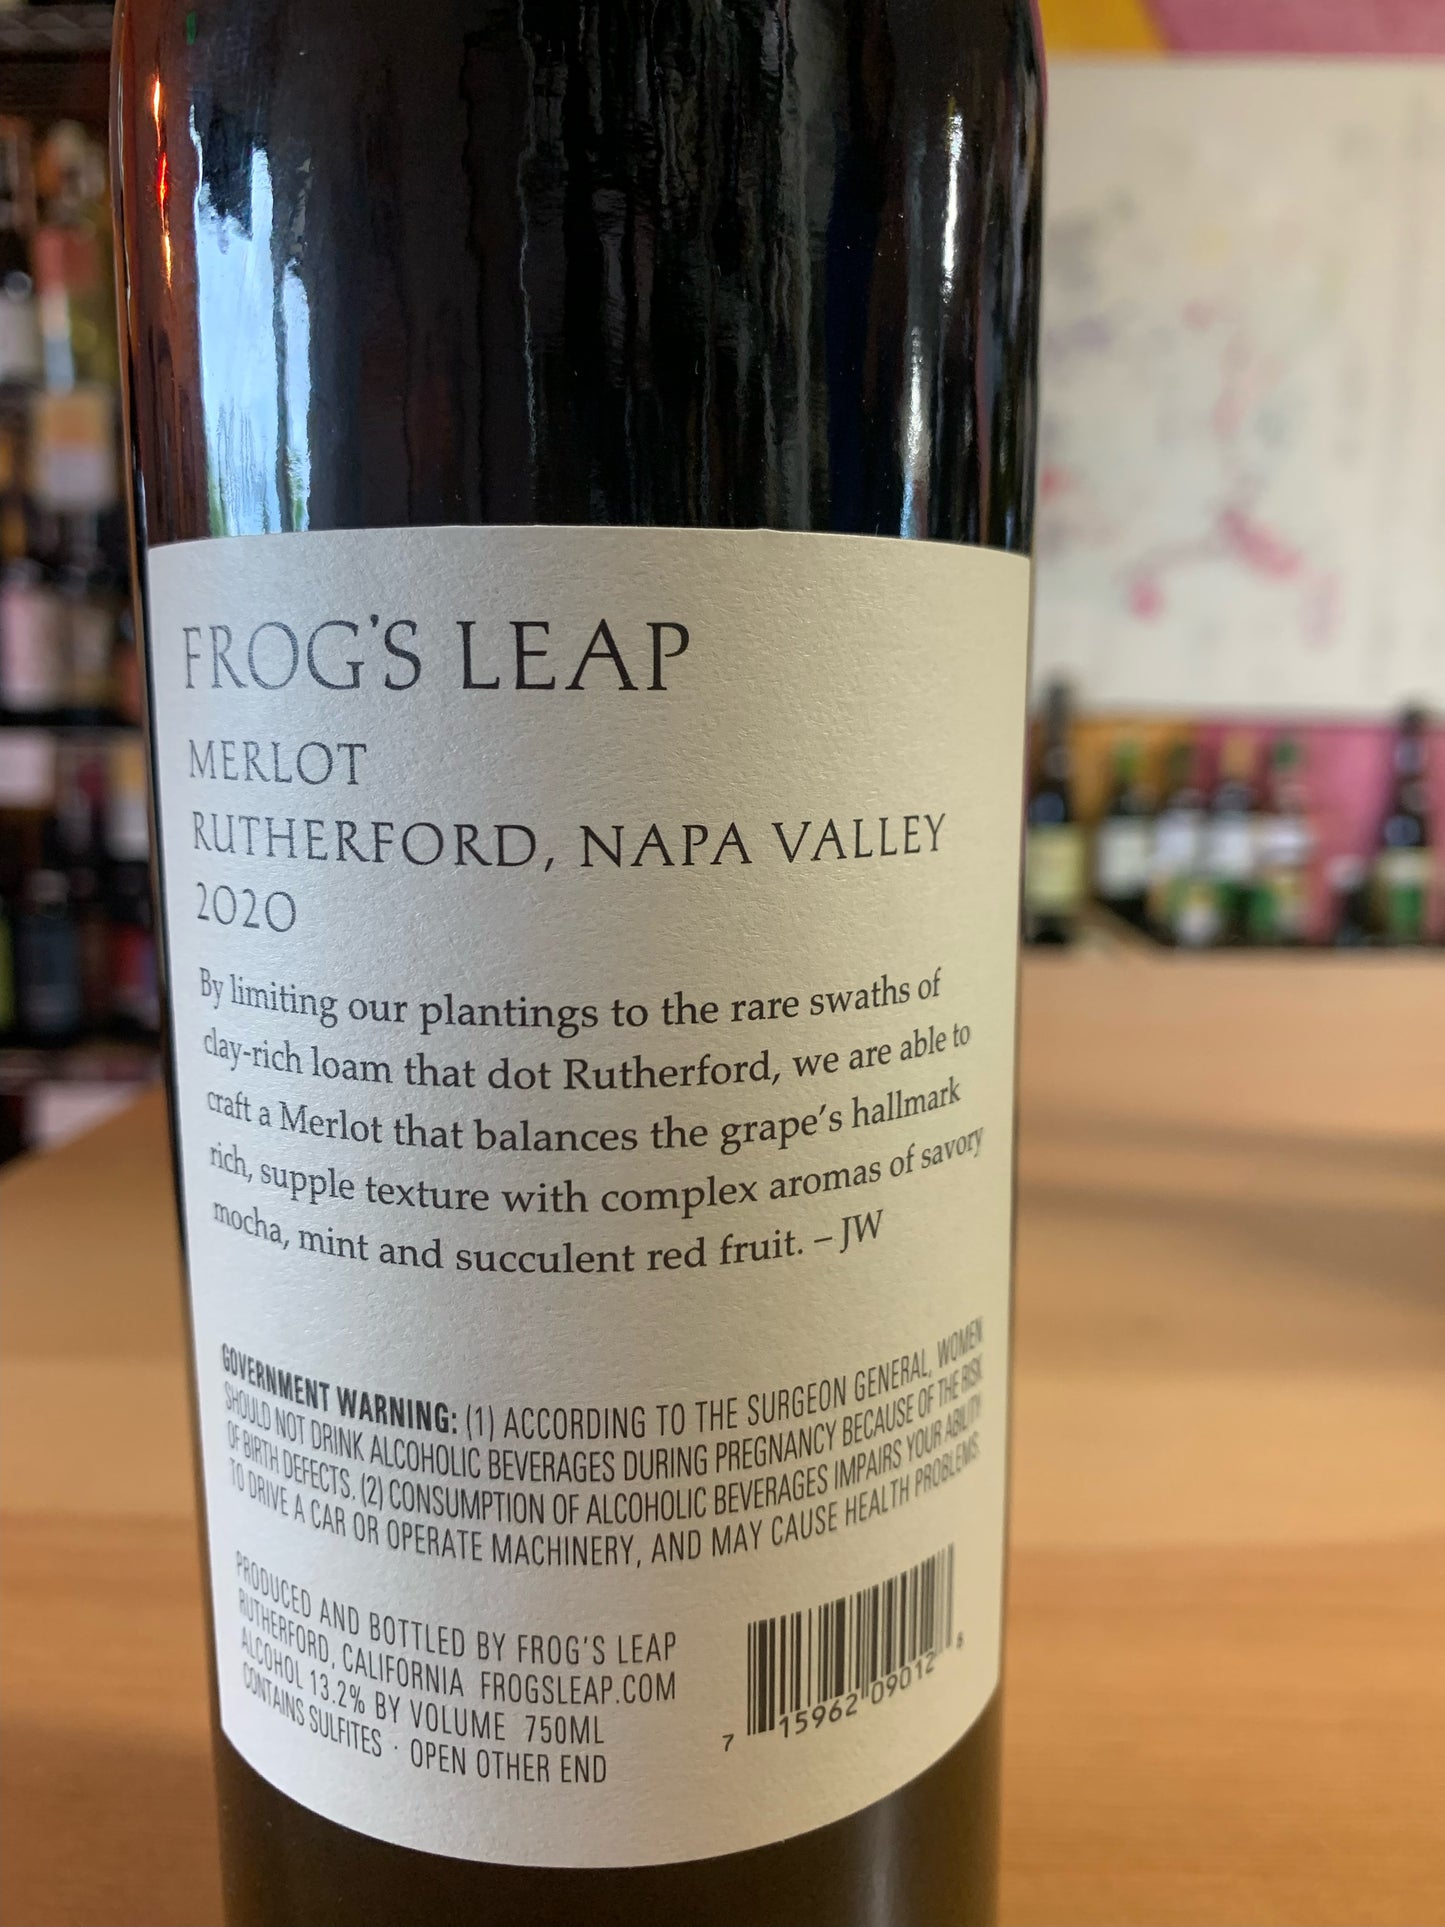 FROG'S LEAP
MERLOT
RUTHERFORD, NAPA VALLEY
2020
By limiting our plantings to the rare swaths of
clay-rich loam that dot Rutherford, we are able to
craft a Merlot that balances the grape's hallmark
rich, supple texture with complex aromas of savory
mocha, mint and succulent red fruit. – JW
GOVERNMENT WARNING: (1) ACCORDING TO THE SURGEON GENERAL, WOMEN
SHOULD NOT DRINK ALCOHOLIC BEVERAGES DURING PREGNANCY BECAUSE OF THE RISK
OF BIRTH DEFECTS. (2) CONSUMPTION OF ALCOHOLIC BEVERAGES IMPAIRS YOUR ABILITY
TO DRIVE A CAR OR OPERATE MACHINERY, AND MAY CAUSE HEALTH PROBLEMS.
PRODUCED AND BOTTLED BY FROG'S LEAP
RUTHERFORD, CALIFORNIA FROGSLEAP.COM
ALCOHOL 13.2% BY VOLUME 750ML
CONTAINS SULFITES · OPEN OTHER END
7 15962 09012 8